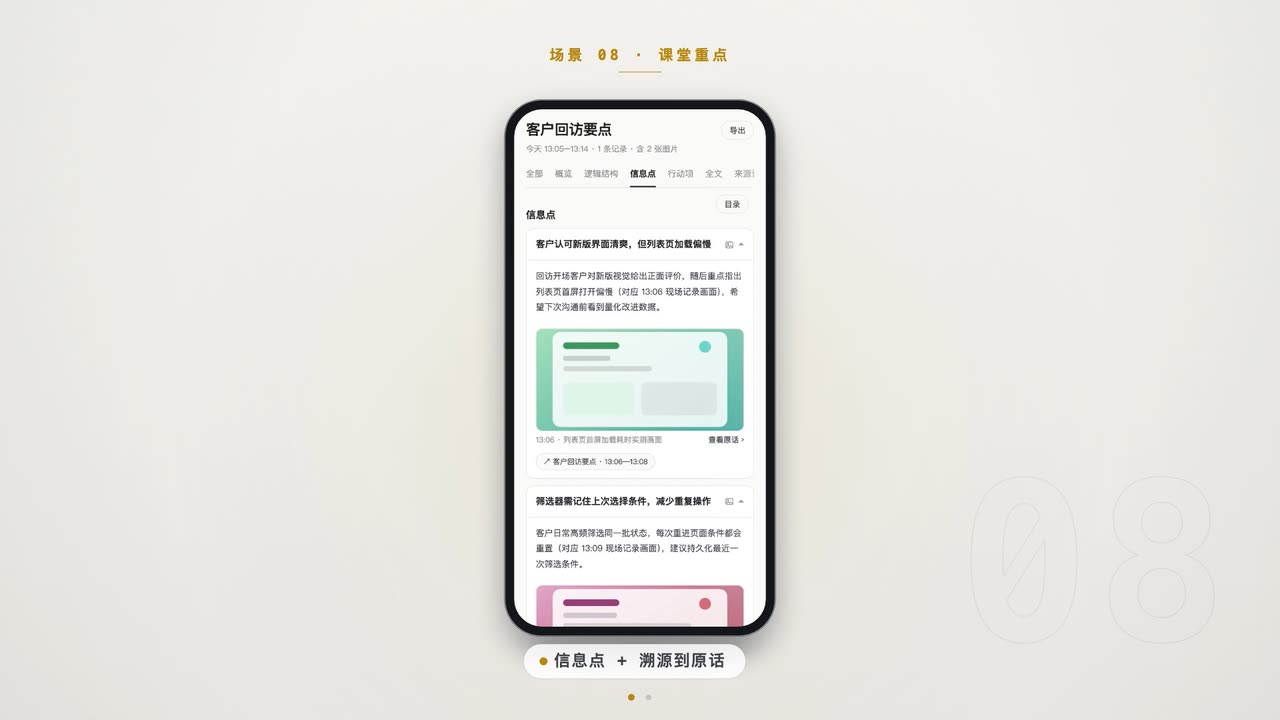 场景 08 · 课堂重点
客户回访要点
导出
今天 13:05—13:14 · 1 条记录 · 含 2 张图片
全部 概览 逻辑结构 信息点 行动项 全文 来源
目录
信息点
客户认可新版界面清爽，但列表页加载偏慢
回访开场客户对新版视觉给出正面评价，随后重点指出
列表页首屏打开偏慢（对应 13:06 现场记录画面），希
望下次沟通前看到量化改进数据。
13:06 · 列表页首屏加载耗时实测画面
查看原话 ›
↗ 客户回访要点 · 13:06—13:08
筛选器需记住上次选择条件，减少重复操作
客户日常高频筛选同一批状态，每次重进页面条件都会
重置（对应 13:09 现场记录画面），建议持久化最近一
次筛选条件。
信息点 + 溯源到原话
08